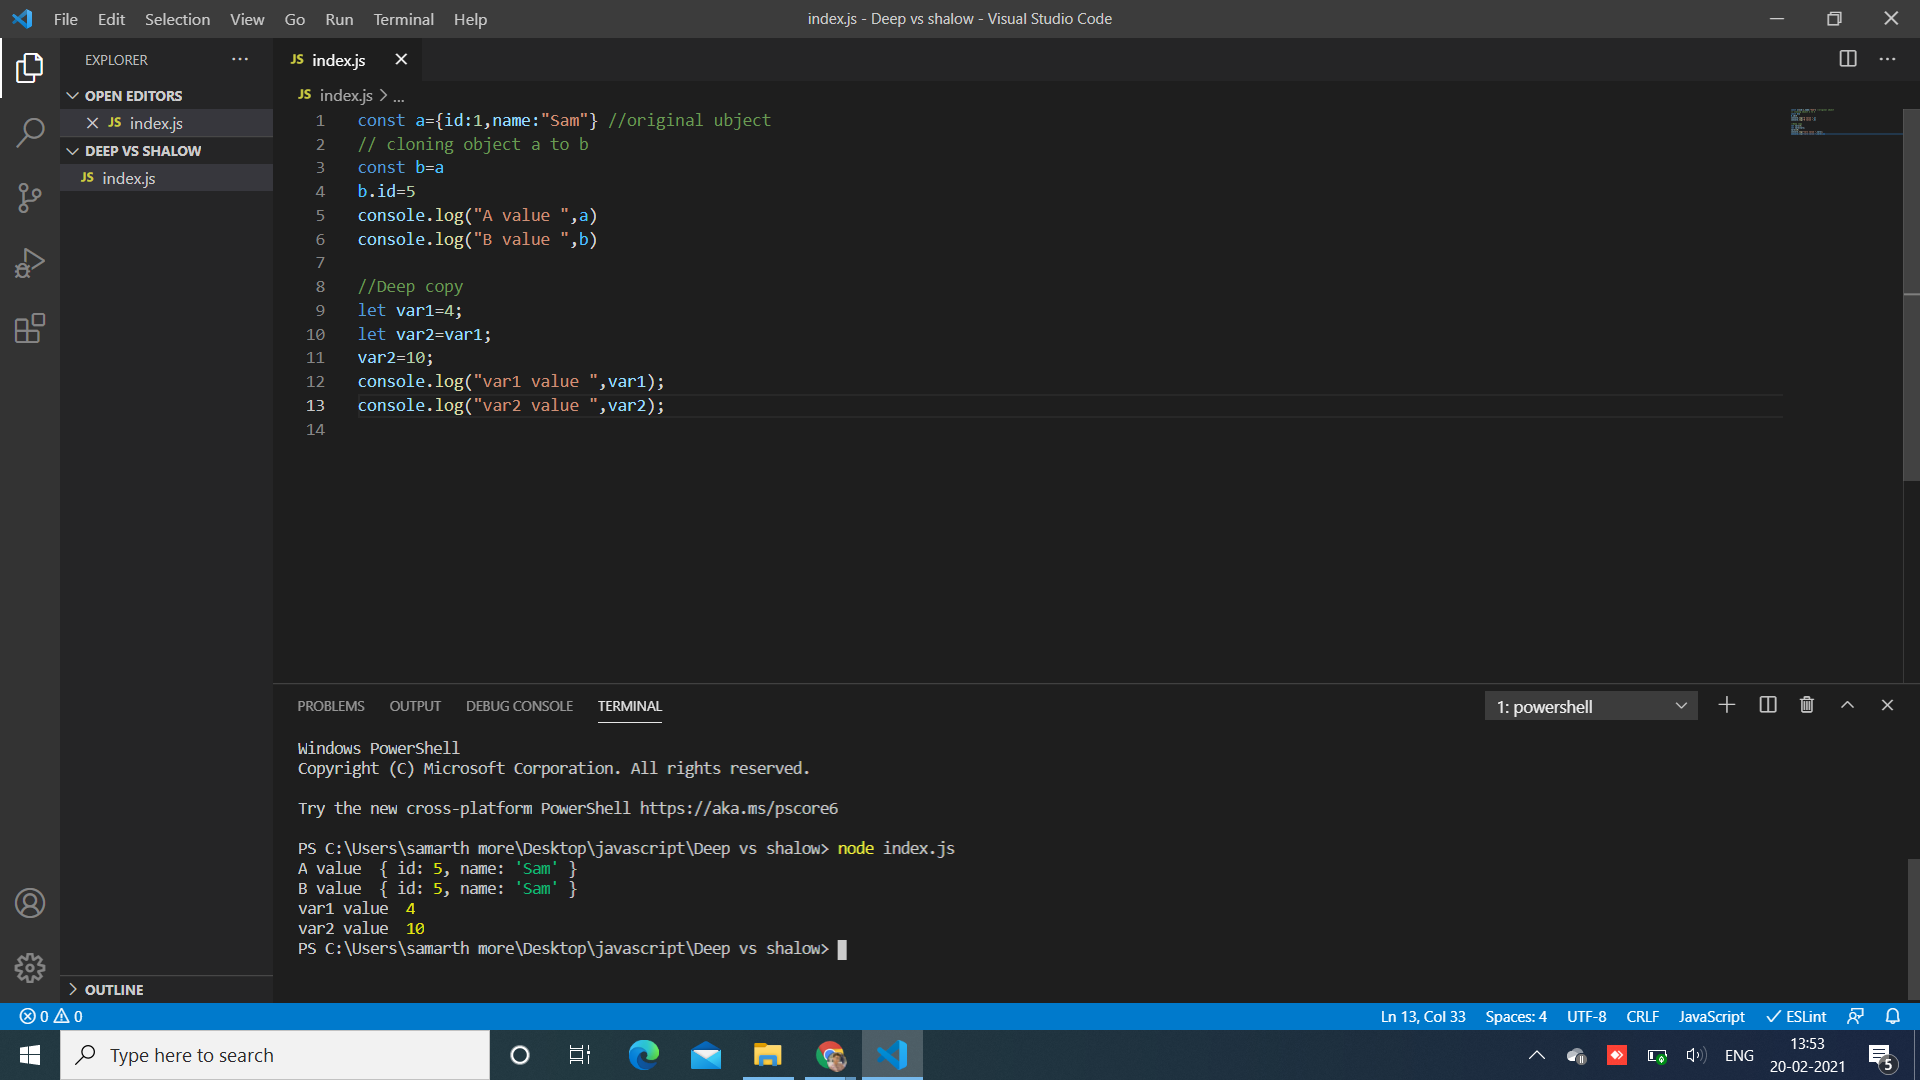 File Edit Selection View Go Run Terminal Help
index.js - Deep vs shalow - Visual Studio Code
EXPLORER
OPEN EDITORS
JS index.js
DEEP VS SHALOW
JS index.js
OUTLINE
JS index.js
JS index.js > ...
1 const a={id:1,name:"Sam"} //original ubject
2 // cloning object a to b
3 const b=a
4 b.id=5
5 console.log("A value ",a)
6 console.log("B value ",b)
7
8 //Deep copy
9 let var1=4;
10 let var2=var1;
11 var2=10;
12 console.log("var1 value ",var1);
13 console.log("var2 value ",var2);
14
PROBLEMS OUTPUT DEBUG CONSOLE TERMINAL
1: powershell
Windows PowerShell
Copyright (C) Microsoft Corporation. All rights reserved.
Try the new cross-platform PowerShell https://aka.ms/pscore6
PS C:\Users\samarth more\Desktop\javascript\Deep vs shalow> node index.js
A value  { id: 5, name: 'Sam' }
B value  { id: 5, name: 'Sam' }
var1 value  4
var2 value  10
PS C:\Users\samarth more\Desktop\javascript\Deep vs shalow>
0 0
Ln 13, Col 33 Spaces: 4 UTF-8 CRLF JavaScript ESLint
Type here to search
ENG
13:53
20-02-2021
5